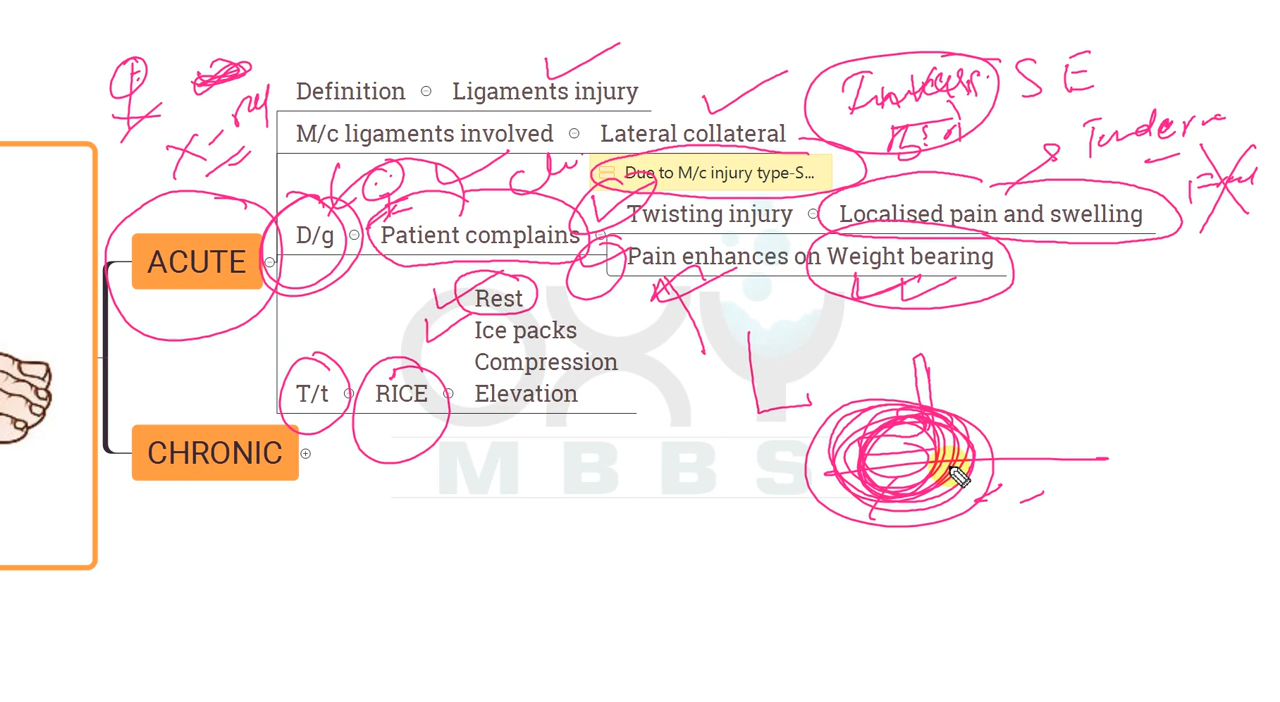 Definition Ligaments injury
S E
M/c ligaments involved Lateral collateral
Due to M/c injury type-S...
Twisting injury Localised pain and swelling
ACUTE D/g Patient complains
Pain enhances on Weight bearing
Rest
Ice packs
Compression
T/t RICE Elevation
CHRONIC
MBBS